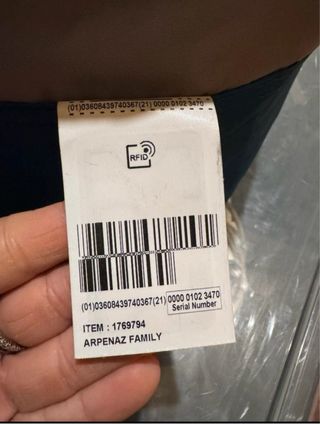 (01)03608439740367(21) 0000 0102 3470
RFID
(01)03608439740367(21) 0000 0102 3470
Serial Number
ITEM : 1769794
ARPENAZ FAMILY